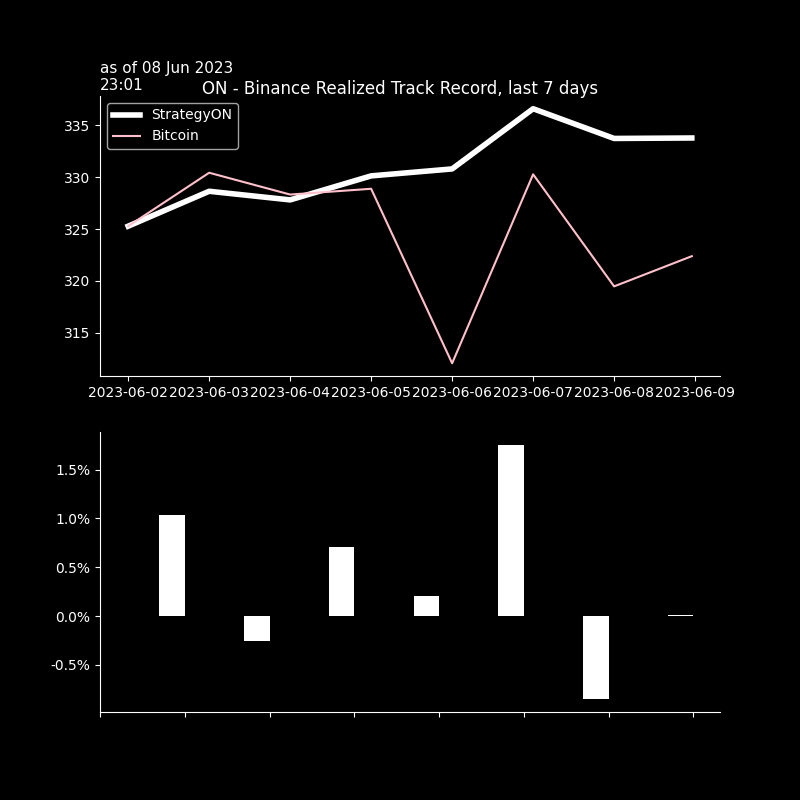 as of 08 Jun 2023
23:01
ON - Binance Realized Track Record, last 7 days
StrategyON
Bitcoin
335
330
325
320
315
2023-06-02 2023-06-03 2023-06-04 2023-06-05 2023-06-06 2023-06-07 2023-06-08 2023-06-09
1.5%
1.0%
0.5%
0.0%
-0.5%